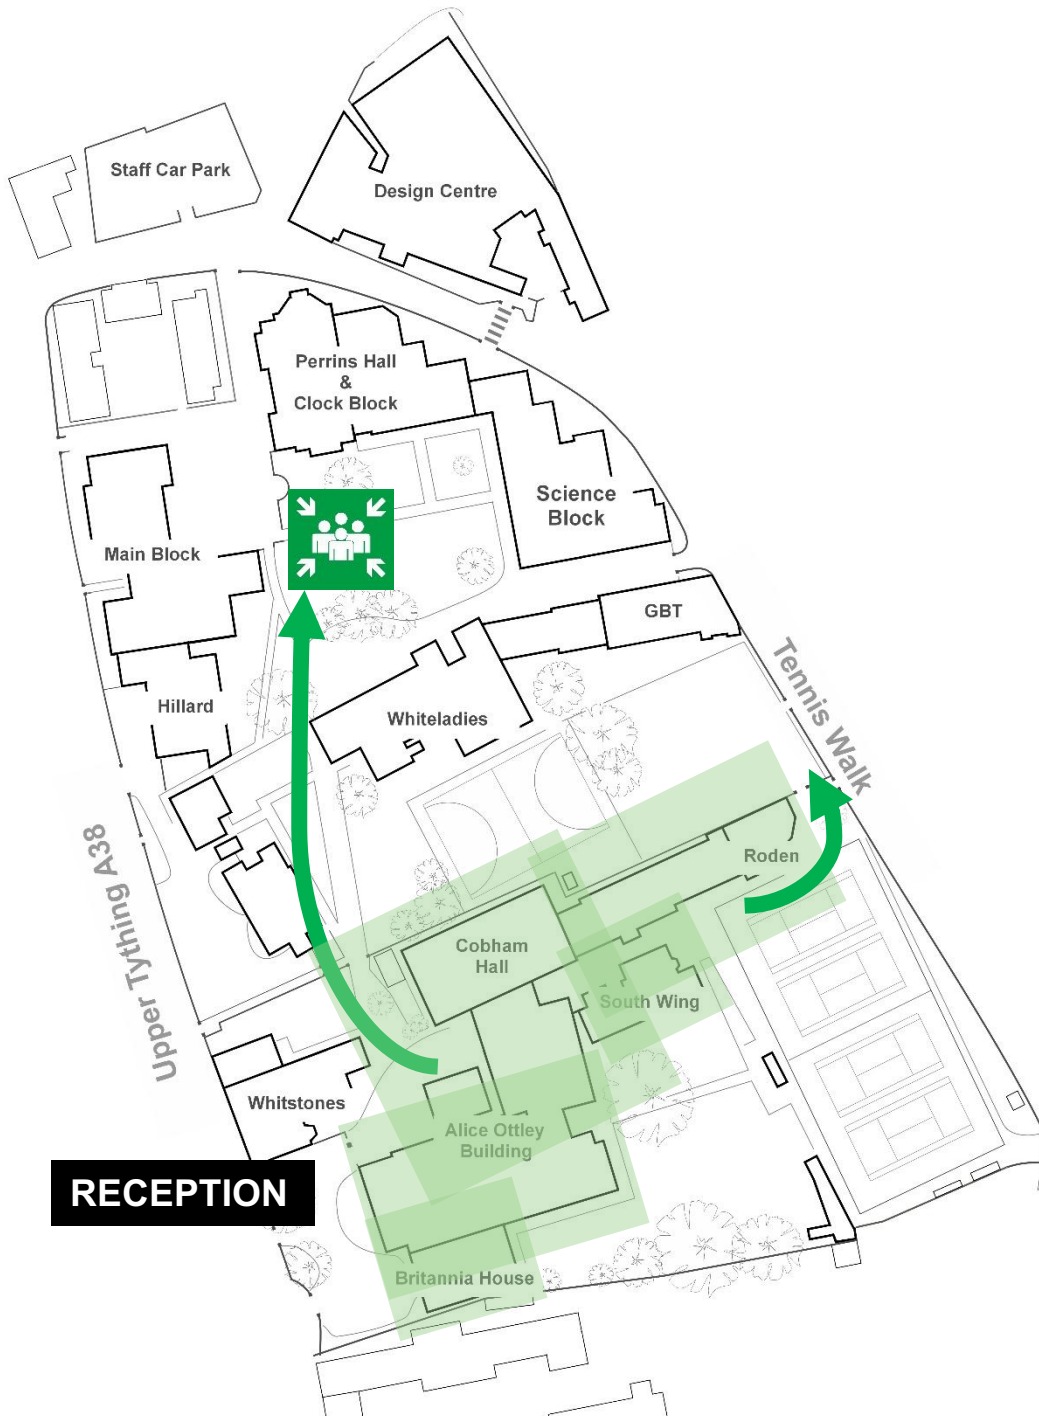 Staff Car Park
Design Centre
Perrins Hall
&
Clock Block
Science
Block
Main Block
GBT
Hillard
Whiteladies
Tennis Walk
Upper Tything A38
Roden
Cobham
Hall
South Wing
Whitstones
Alice Ottley
Building
RECEPTION
Britannia House